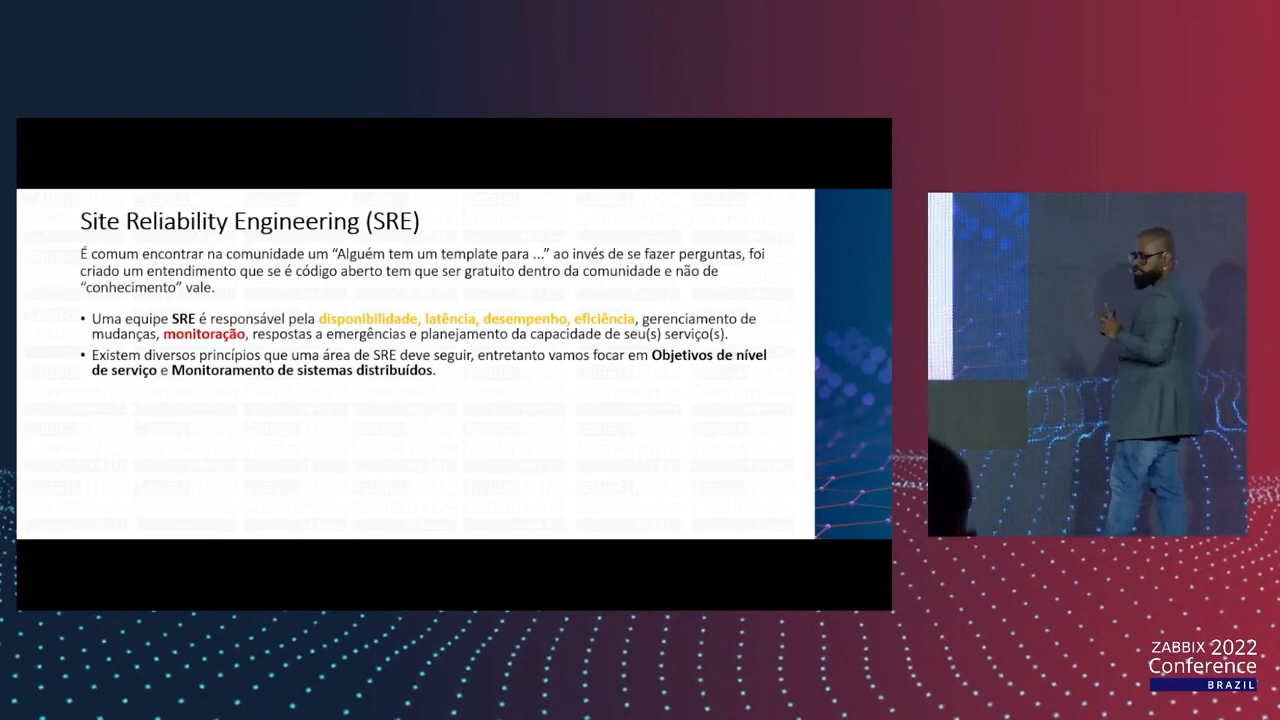 Site Reliability Engineering (SRE)
É comum encontrar na comunidade um “Alguém tem um template para ...” ao invés de se fazer perguntas, foi
criado um entendimento que se é código aberto tem que ser gratuito dentro da comunidade e não de
“conhecimento” vale.
• Uma equipe SRE é responsável pela disponibilidade, latência, desempenho, eficiência, gerenciamento de
mudanças, monitoração, respostas a emergências e planejamento da capacidade de seu(s) serviço(s).
• Existem diversos princípios que uma área de SRE deve seguir, entretanto vamos focar em Objetivos de nível
de serviço e Monitoramento de sistemas distribuídos.
ZABBIX 2022
Conference
BRAZIL